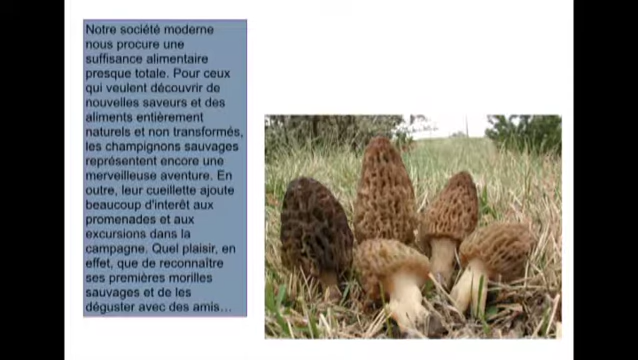 Notre société moderne
nous procure une
suffisance alimentaire
presque totale. Pour ceux
qui veulent découvrir de
nouvelles saveurs et des
aliments entièrement
naturels et non transformés,
les champignons sauvages
représentent encore une
merveilleuse aventure. En
outre, leur cueillette ajoute
beaucoup d'interêt aux
promenades et aux
excursions dans la
campagne. Quel plaisir, en
effet, que de reconnaître
ses premières morilles
sauvages et de les
déguster avec des amis…